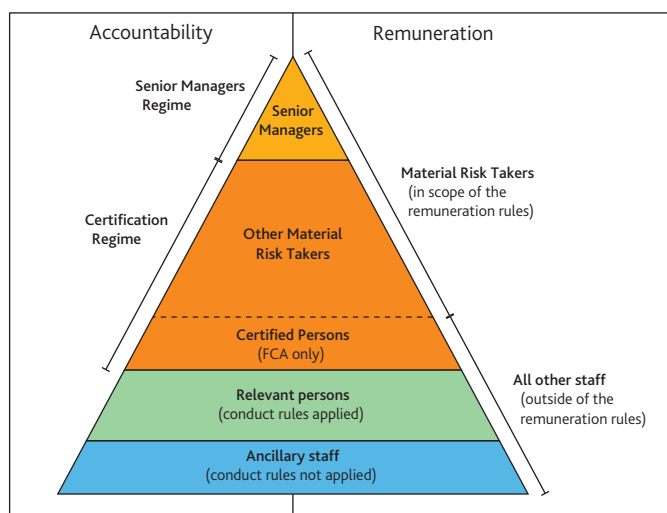 Accountability
Remuneration
Senior Managers
Regime
Senior
Managers
Material Risk Takers
(in scope of the
remuneration rules)
Certification
Regime
Other Material
Risk Takers
Certified Persons
(FCA only)
All other staff
(outside of the
remuneration rules)
Relevant persons
(conduct rules applied)
Ancillary staff
(conduct rules not applied)